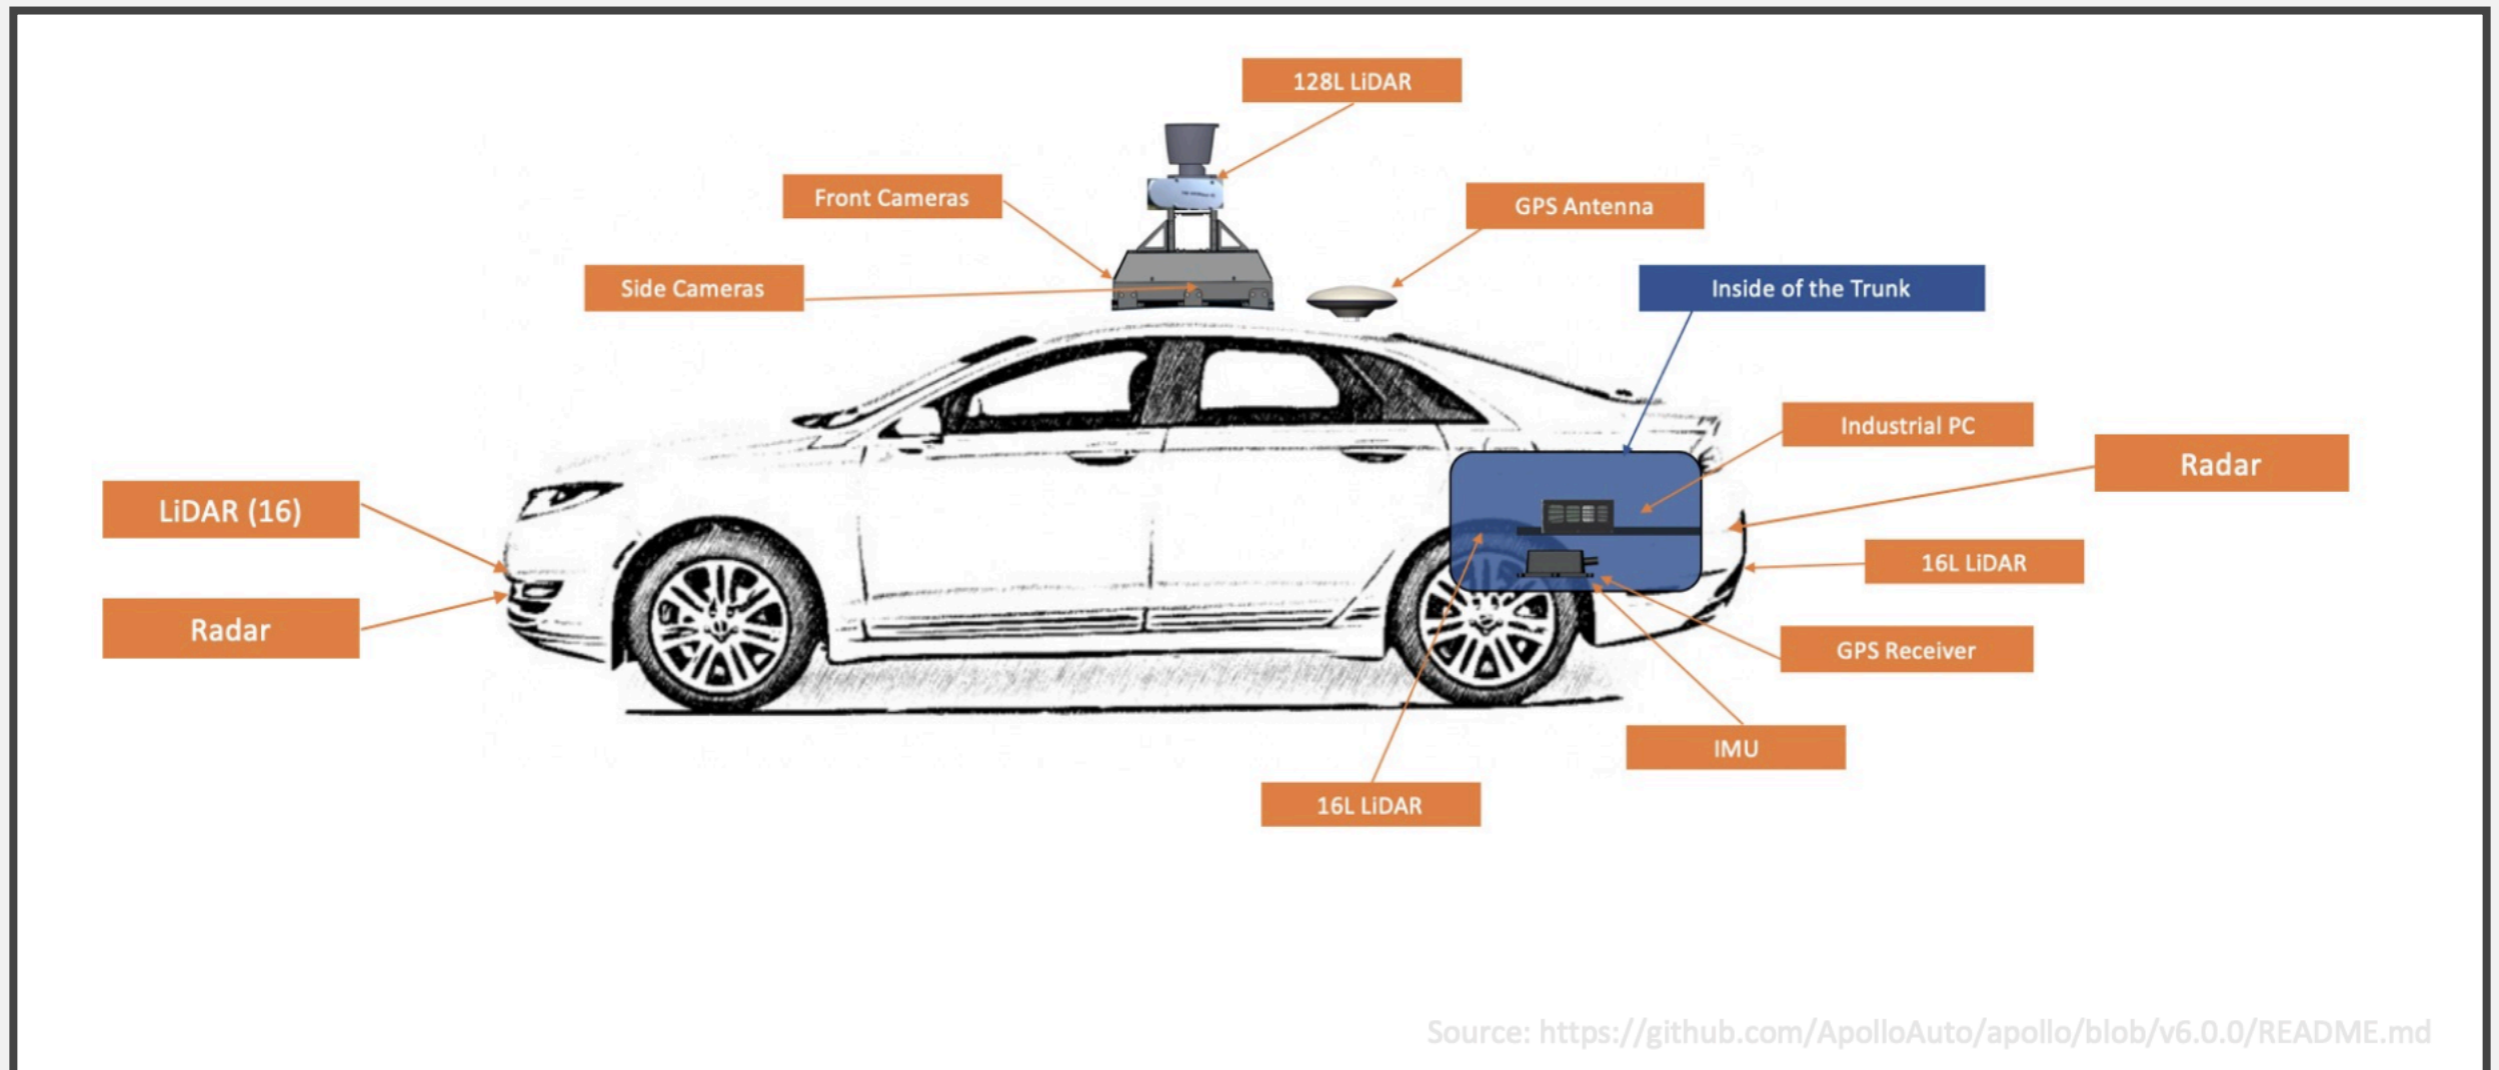 128L LiDAR
Front Cameras
GPS Antenna
Side Cameras
Inside of the Trunk
Industrial PC
Radar
LiDAR (16)
16L LiDAR
Radar
GPS Receiver
IMU
16L LiDAR
Source: https://github.com/ApolloAuto/apollo/blob/v6.0.0/README.md